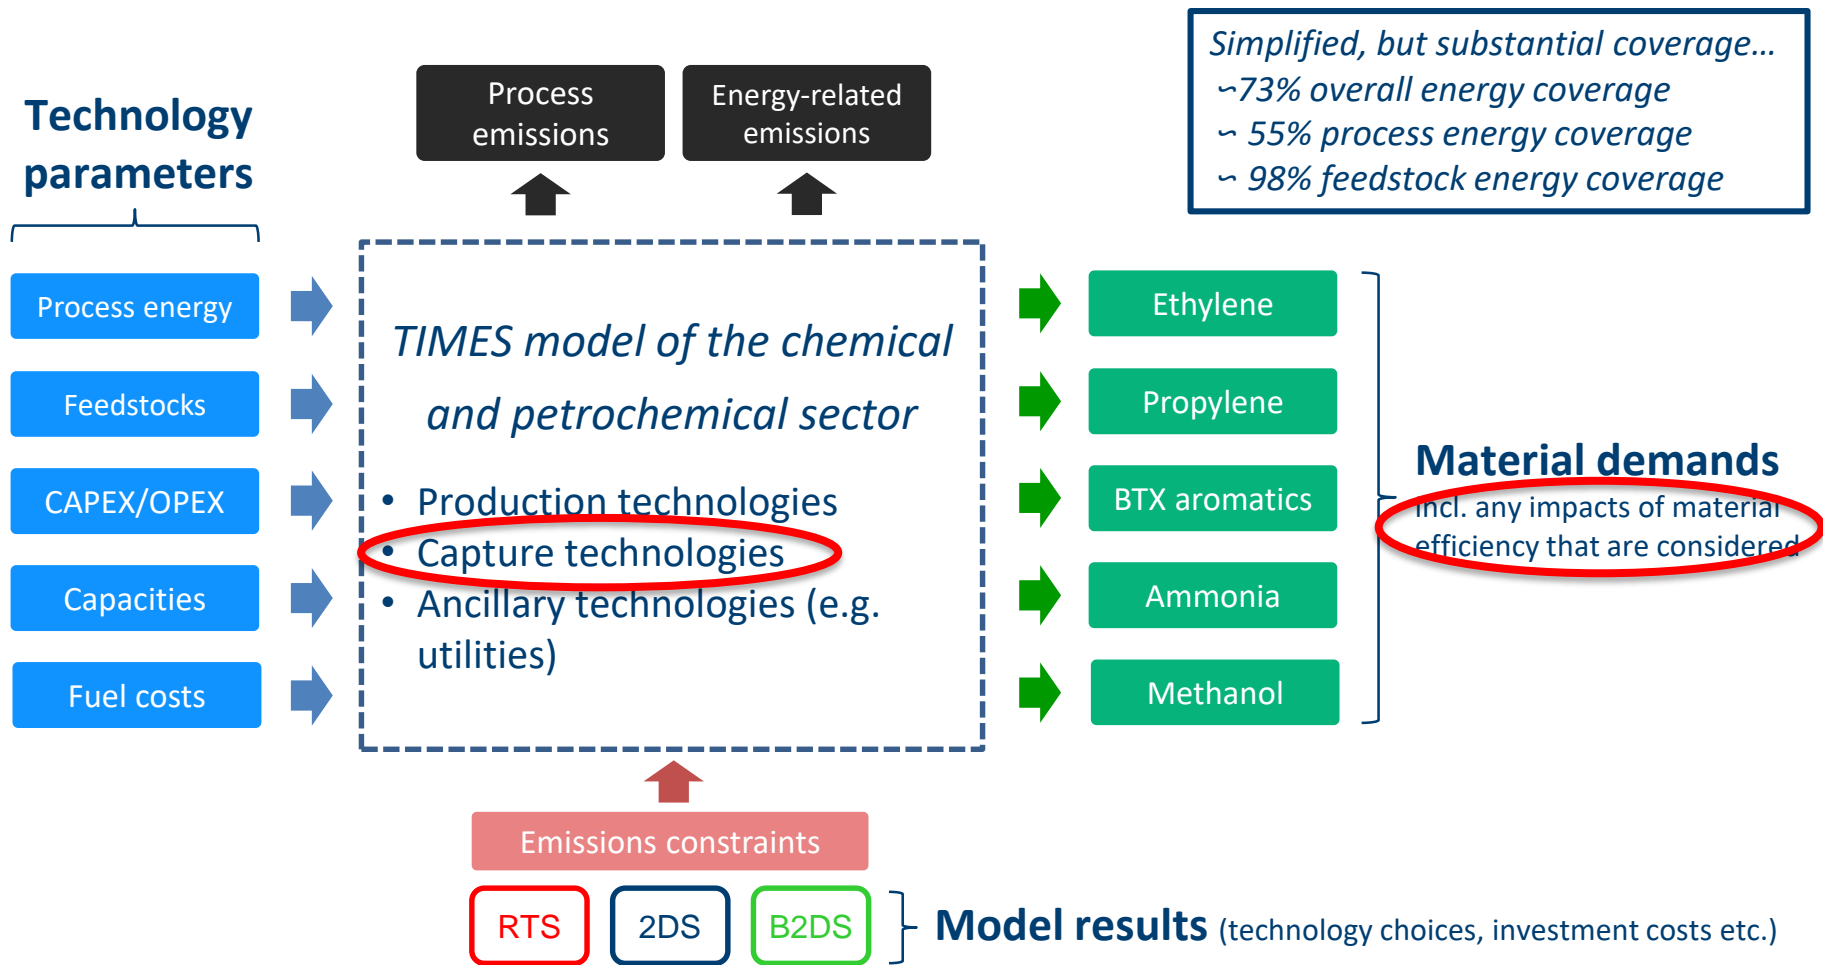 Simplified, but substantial coverage...
~73% overall energy coverage
~ 55% process energy coverage
~ 98% feedstock energy coverage
Process
emissions
Energy-related
emissions
Technology
parameters
Process energy
Feedstocks
CAPEX/OPEX
Capacities
Fuel costs
TIMES model of the chemical
and petrochemical sector
• Production technologies
• Capture technologies
• Ancillary technologies (e.g.
utilities)
Ethylene
Propylene
BTX aromatics
Ammonia
Methanol
Material demands
incl. any impacts of material
efficiency that are considered
Emissions constraints
RTS
2DS
B2DS
Model results (technology choices, investment costs etc.)